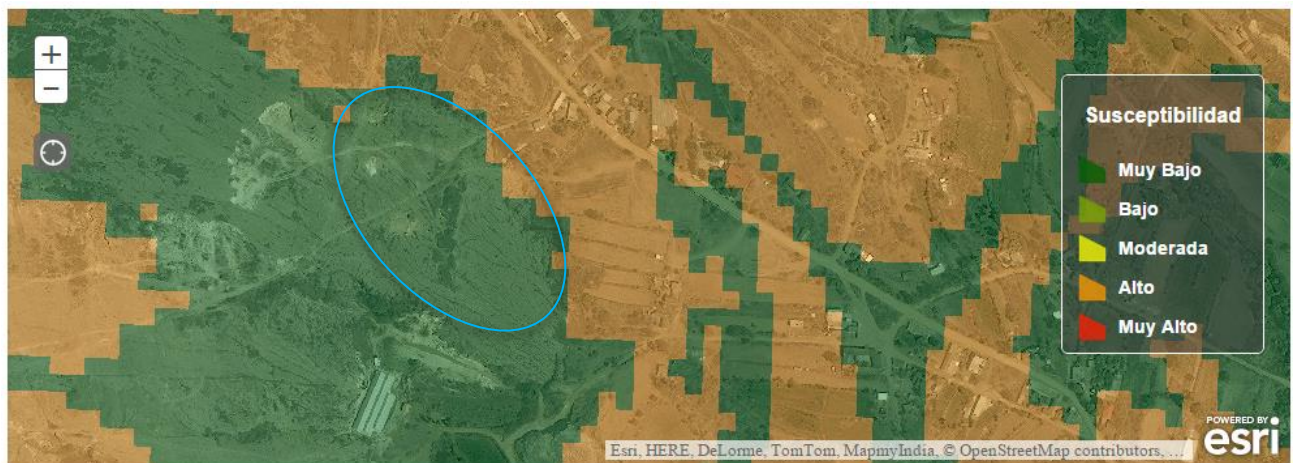 +
−
Susceptibilidad
Muy Bajo
Bajo
Moderada
Alto
Muy Alto
POWERED BY
esri
Esri, HERE, DeLorme, TomTom, MapmyIndia, © OpenStreetMap contributors, ...